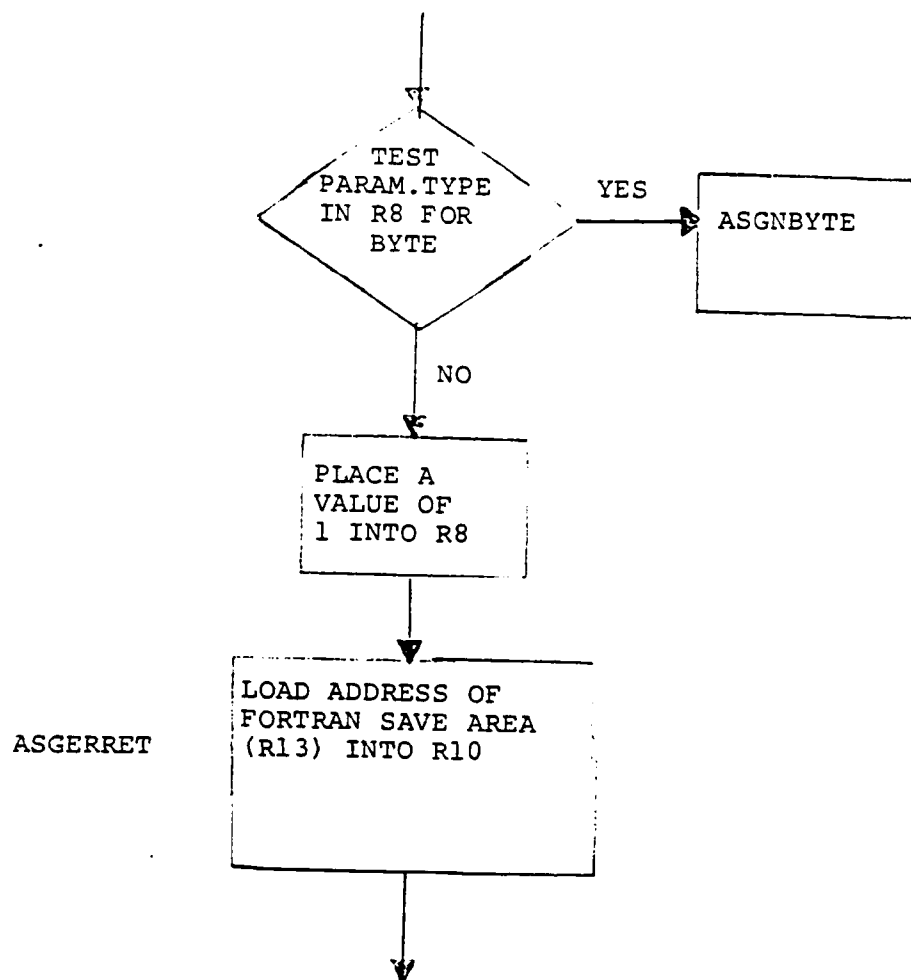 TEST
PARAM.TYPE
IN R8 FOR
BYTE
YES
ASGNBYTE
NO
PLACE A
VALUE OF
1 INTO R8
ASGERRET
LOAD ADDRESS OF
FORTRAN SAVE AREA
(R13) INTO R10